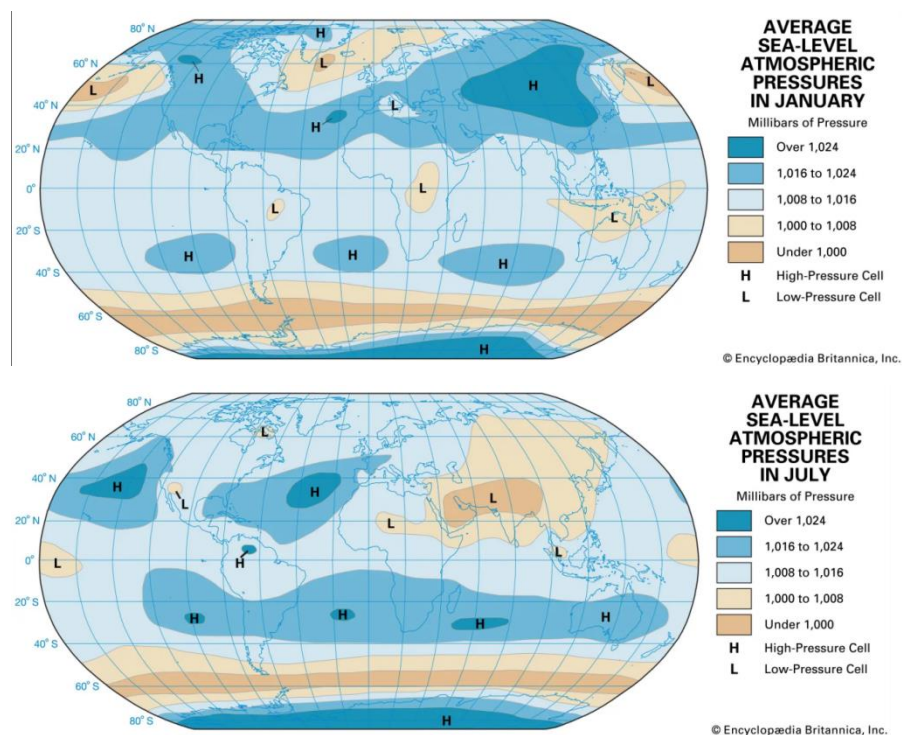 80° N
60° N
40° N
20° N
0°
20° S
40° S
60° S
80° S
H
L
H
L
H
L
L
H
L
L
L
H
H
H
H
AVERAGE
SEA-LEVEL
ATMOSPHERIC
PRESSURES
IN JANUARY
Millibars of Pressure
Over 1,024
1,016 to 1,024
1,008 to 1,016
1,000 to 1,008
Under 1,000
H High-Pressure Cell
L Low-Pressure Cell
© Encyclopædia Britannica, Inc.
80° N
60° N
40° N
20° N
0°
20° S
40° S
60° S
80° S
L
H
L
H
L
L
L
H
L
H
H
H
H
H
AVERAGE
SEA-LEVEL
ATMOSPHERIC
PRESSURES
IN JULY
Millibars of Pressure
Over 1,024
1,016 to 1,024
1,008 to 1,016
1,000 to 1,008
Under 1,000
H High-Pressure Cell
L Low-Pressure Cell
© Encyclopædia Britannica, Inc.